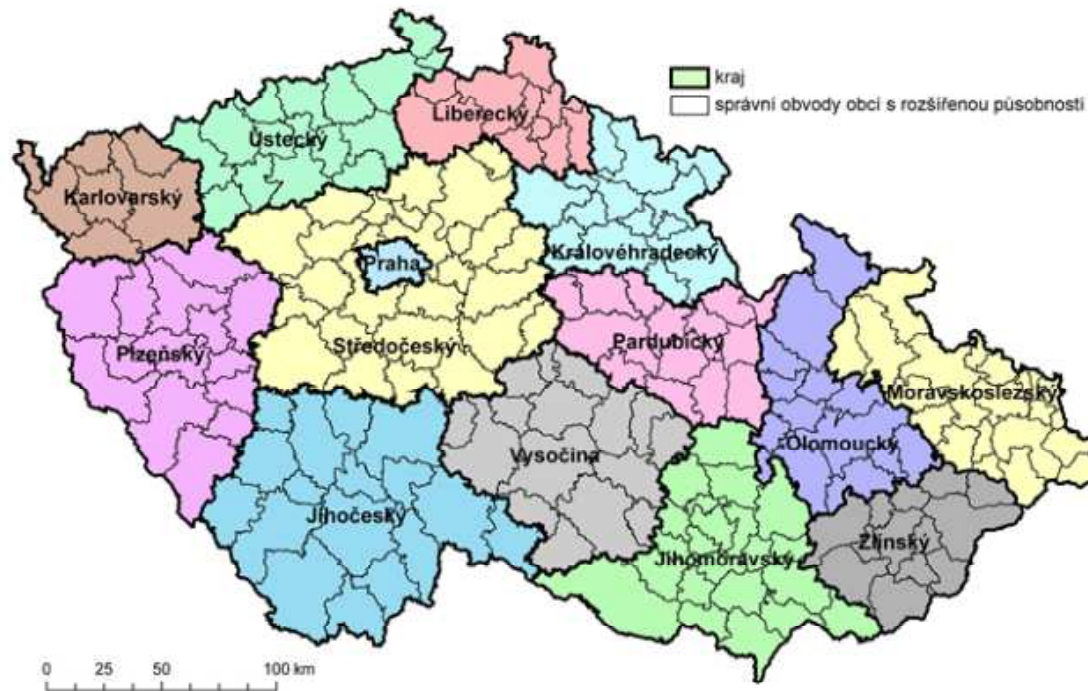 kraj
správní obvody obcí s rozšířenou působností
Liberecký
Ústecký
Karlovarský
Královéhradecký
Praha
Středočeský
Pardubický
Plzeňský
Moravskoslezský
Olomoucký
Vysočina
Jihočeský
Zlínský
Jihomoravský
0 25 50 100 km